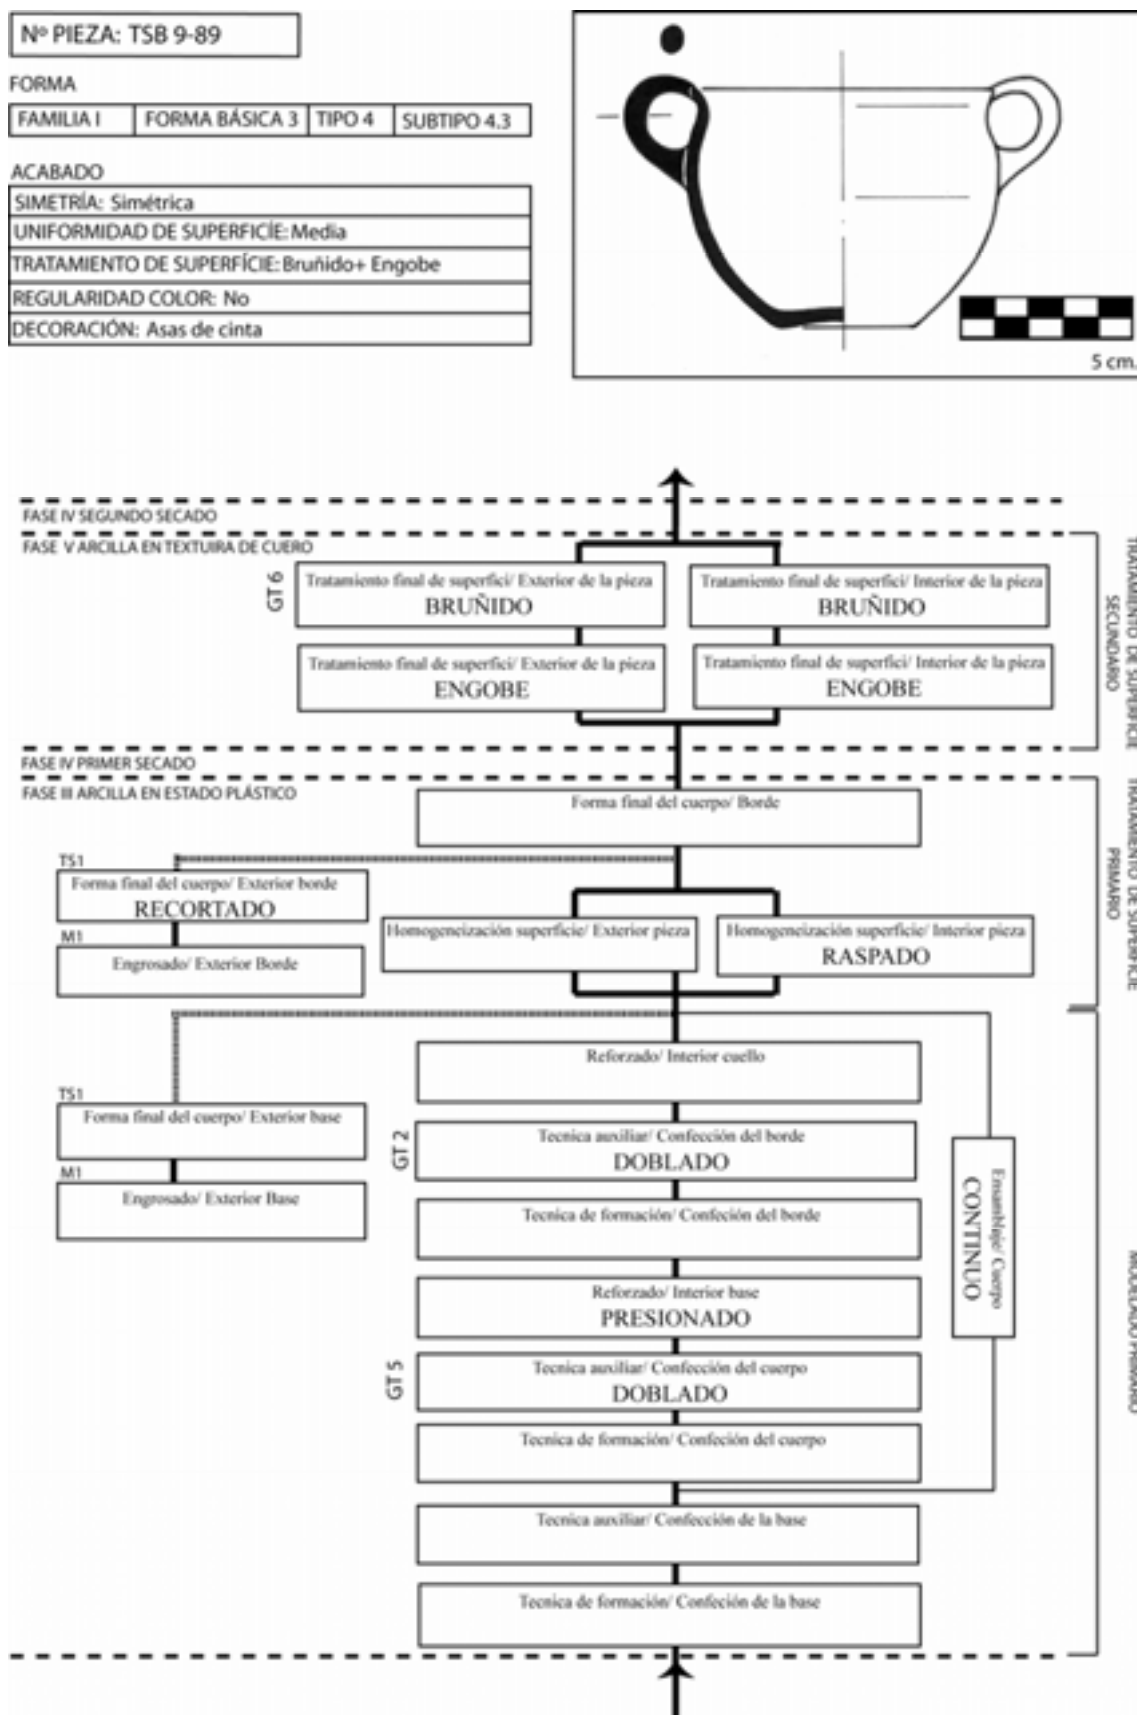 Nº PIEZA: TSB 9-89
FORMA
FAMILIA I FORMA BÁSICA 3 TIPO 4 SUBTIPO 4.3
ACABADO
SIMETRÍA: Simétrica
UNIFORMIDAD DE SUPERFICÍE: Media
TRATAMIENTO DE SUPERFÍCIE: Bruñido+ Engobe
REGULARIDAD COLOR: No
DECORACIÓN: Asas de cinta
5 cm.
FASE IV SEGUNDO SECADO
FASE V ARCILLA EN TEXTUIRA DE CUERO
GT 6
Tratamiento final de superfici/ Exterior de la pieza
BRUÑIDO
Tratamiento final de superfici/ Interior de la pieza
BRUÑIDO
Tratamiento final de superfici/ Exterior de la pieza
ENGOBE
Tratamiento final de superfici/ Interior de la pieza
ENGOBE
TRATAMIENTO DE SUPERFICIE
SECUNDARIO
FASE IV PRIMER SECADO
FASE III ARCILLA EN ESTADO PLÁSTICO
Forma final del cuerpo/ Borde
TS1
Forma final del cuerpo/ Exterior borde
RECORTADO
M1
Engrosado/ Exterior Borde
Homogeneización superficie/ Exterior pieza
Homogeneización superficie/ Interior pieza
RASPADO
TRATAMIENTO DE SUPERFICIE
PRIMARIO
Reforzado/ Interior cuello
TS1
Forma final del cuerpo/ Exterior base
M1
Engrosado/ Exterior Base
GT 2
Tecnica auxiliar/ Confección del borde
DOBLADO
Tecnica de formación/ Confeción del borde
Reforzado/ Interior base
PRESIONADO
GT 5
Tecnica auxiliar/ Confección del cuerpo
DOBLADO
Tecnica de formación/ Confeción del cuerpo
Ensamblaje/ Cuerpo
CONTINUO
Tecnica auxiliar/ Confección de la base
Tecnica de formación/ Confeción de la base
MODELADO PRIMARIO